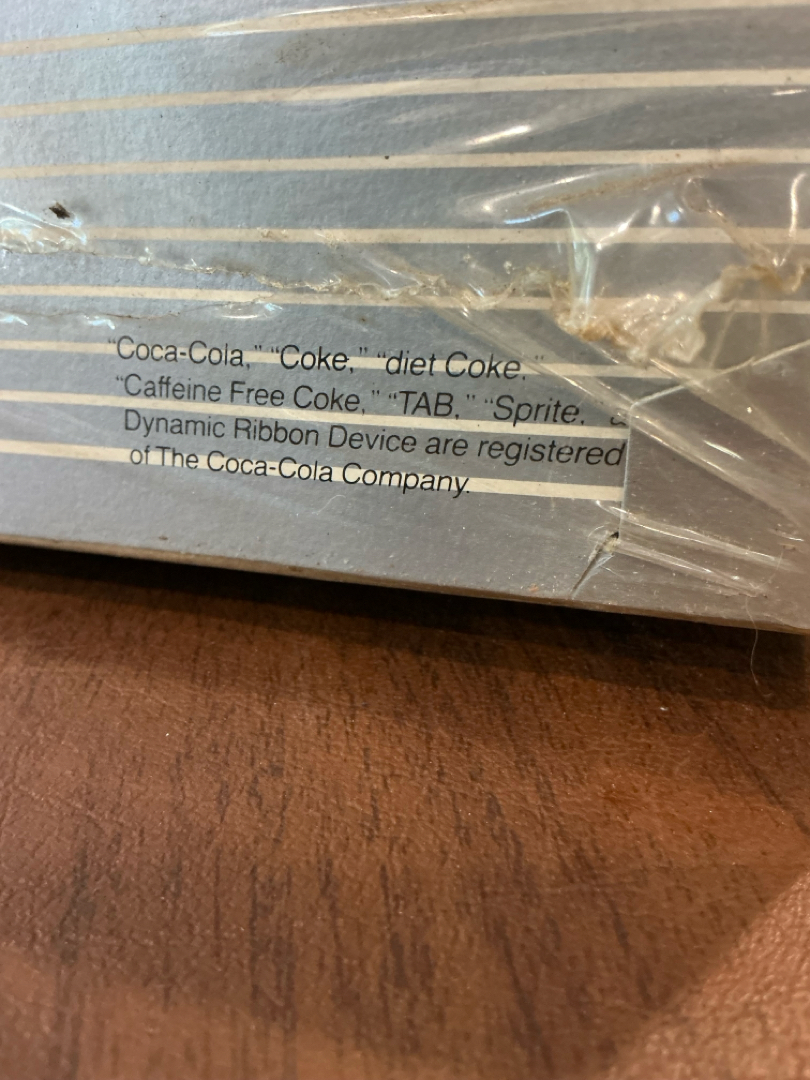 “Coca-Cola,” “Coke,” “diet Coke,”
“Caffeine Free Coke,” “TAB,” “Sprite,
Dynamic Ribbon Device are registered
of The Coca-Cola Company.